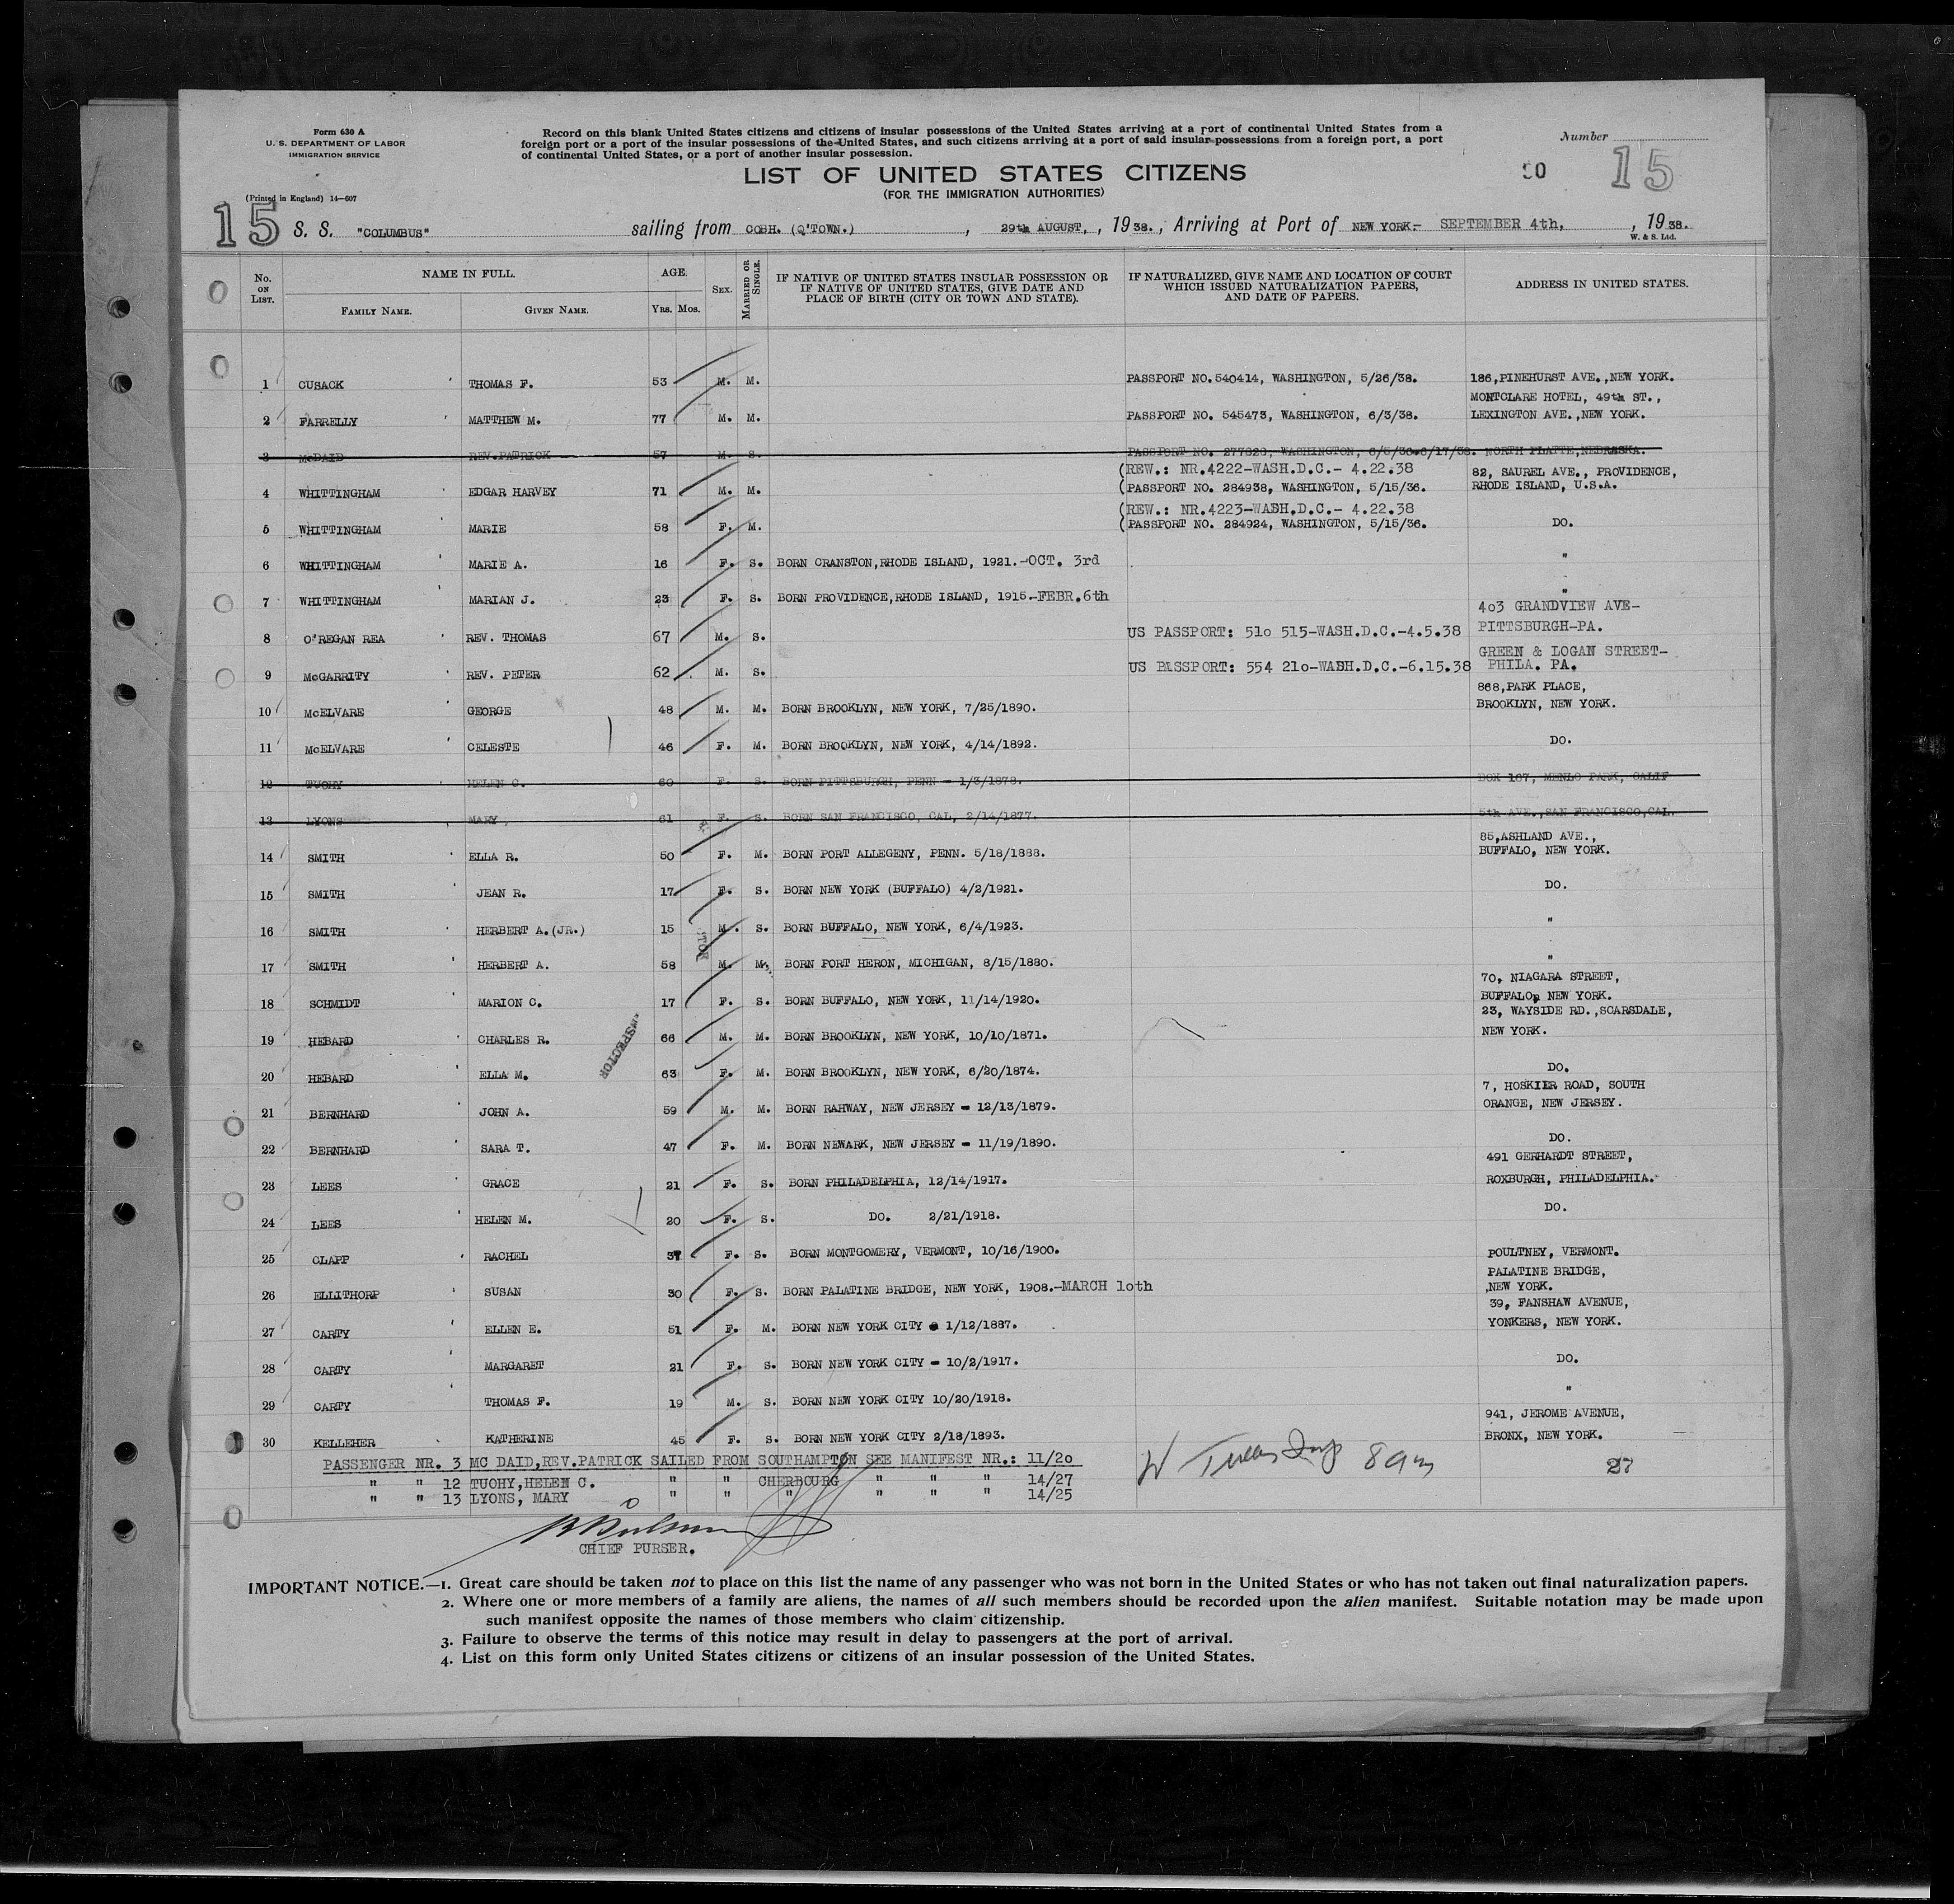 Form 630 A
U. S. DEPARTMENT OF LABOR
IMMIGRATION SERVICE
(Printed in England) 14—607
Record on this blank United States citizens and citizens of insular possessions of the United States arriving at a port of continental United States from a
foreign port or a port of the insular possessions of the United States, and such citizens arriving at a port of said insular possessions from a foreign port, a port
of continental United States, or a port of another insular possession.
Number
LIST OF UNITED STATES CITIZENS
(FOR THE IMMIGRATION AUTHORITIES)
15
15 S. S. "COLUMBUS" sailing from COBH. (Q'TOWN.), 29th AUGUST, , 1938., Arriving at Port of NEW YORK.- SEPTEMBER 4th, , 1938.
W. & S. Ltd.
No. ON LIST. NAME IN FULL. FAMILY NAME. GIVEN NAME. AGE. YRS. MOS. SEX. MARRIED OR SINGLE. IF NATIVE OF UNITED STATES INSULAR POSSESSION OR IF NATIVE OF UNITED STATES, GIVE DATE AND PLACE OF BIRTH (CITY OR TOWN AND STATE). IF NATURALIZED, GIVE NAME AND LOCATION OF COURT WHICH ISSUED NATURALIZATION PAPERS, AND DATE OF PAPERS. ADDRESS IN UNITED STATES.
1 CUSACK THOMAS F. 53 M. M. PASSPORT NO. 540414, WASHINGTON, 5/26/38. 186,PINEHURST AVE.,NEW YORK.
MONTCLARE HOTEL, 49th ST.,
2 FARRELLY MATTHEW M. 77 M. M. PASSPORT NO. 545473, WASHINGTON, 6/3/38. LEXINGTON AVE.,NEW YORK.
3 McDAID REV.PATRICK 57 M. S. PASSPORT NO. WASHINGTON, NORTH PLATTE,NEBRASKA.
(REW.: NR.4222-WASH.D.C.- 4.22.38 82, SAUREL AVE., PROVIDENCE,
4 WHITTINGHAM EDGAR HARVEY 71 M. M. (PASSPORT NO. 284938, WASHINGTON, 5/15/36. RHODE ISLAND, U.S.A.
(REW.: NR.4223-WASH.D.C.- 4.22.38
5 WHITTINGHAM MARIE 58 F. M. (PASSPORT NO. 284924, WASHINGTON, 5/15/36. DO.
6 WHITTINGHAM MARIE A. 16 F. S. BORN CRANSTON,RHODE ISLAND, 1921.-OCT. 3rd "
7 WHITTINGHAM MARIAN J. 23 F. S. BORN PROVIDENCE,RHODE ISLAND, 1915.-FEBR.6th "
403 GRANDVIEW AVE-
8 O'REGAN REA REV. THOMAS 67 M. S. US PASSPORT: 510 515-WASH.D.C.-4.5.38 PITTSBURGH-PA.
GREEN & LOGAN STREET-
9 McGARRITY REV. PETER 62 M. S. US PASSPORT: 554 210-WASH.D.C.-6.15.38 PHILA. PA.
868,PARK PLACE,
10 McELVARE GEORGE 48 M. M. BORN BROOKLYN, NEW YORK, 7/25/1890. BROOKLYN, NEW YORK.
11 McELVARE CELESTE 46 F. M. BORN BROOKLYN, NEW YORK, 4/14/1892. DO.
12 TUOHY HELEN C. 60 F. S. BORN PITTSBURGH, PENN - 1/3/1878. BOX 167, MENLO PARK, CALIF
13 LYONS MARY 61 F. S. BORN SAN FRANCISCO, CAL, 2/14/1877. 5th AVE.,SAN FRANCISCO,CAL.
85,ASHLAND AVE.,
14 SMITH ELLA R. 50 F. M. BORN PORT ALLEGENY, PENN. 5/18/1888. BUFFALO, NEW YORK.
15 SMITH JEAN R. 17 F. S. BORN NEW YORK (BUFFALO) 4/2/1921. DO.
16 SMITH HERBERT A.(JR.) 15 M. S. BORN BUFFALO, NEW YORK, 6/4/1923. "
17 SMITH HERBERT A. 58 M. M. BORN PORT HERON, MICHIGAN, 8/15/1880. "
70, NIAGARA STREET,
18 SCHMIDT MARION C. 17 F. S. BORN BUFFALO, NEW YORK, 11/14/1920. BUFFALO, NEW YORK.
23, WAYSIDE RD.,SCARSDALE,
19 HEBARD CHARLES R. 66 M. M. BORN BROOKLYN, NEW YORK, 10/10/1871. NEW YORK.
INSPECTOR
20 HEBARD ELLA M. 63 F. M. BORN BROOKLYN, NEW YORK, 6/20/1874. DO.
7, HOSKIER ROAD, SOUTH
21 BERNHARD JOHN A. 59 M. M. BORN RAHWAY, NEW JERSEY - 12/13/1879. ORANGE, NEW JERSEY.
22 BERNHARD SARA T. 47 F. M. BORN NEWARK, NEW JERSEY - 11/19/1890. DO.
491 GERHARDT STREET,
23 LEES GRACE 21 F. S. BORN PHILADELPHIA, 12/14/1917. ROXBURGH, PHILADELPHIA.
24 LEES HELEN M. 20 F. S. DO. 2/21/1918. DO.
25 CLAPP RACHEL 37 F. S. BORN MONTGOMERY, VERMONT, 10/16/1900. POULTNEY, VERMONT.
PALATINE BRIDGE,
26 ELLITHORP SUSAN 30 F. S. BORN PALATINE BRIDGE, NEW YORK, 1908.-MARCH 10th NEW YORK.
39, FANSHAW AVENUE,
27 CARTY ELLEN E. 51 F. M. BORN NEW YORK CITY - 1/12/1887. YONKERS, NEW YORK.
28 CARTY MARGARET 21 F. S. BORN NEW YORK CITY - 10/2/1917. DO.
29 CARTY THOMAS F. 19 M. S. BORN NEW YORK CITY 10/20/1918. "
941, JEROME AVENUE,
30 KELLEHER KATHERINE 45 F. S. BORN NEW YORK CITY 2/18/1893. BRONX, NEW YORK.
PASSENGER NR. 3 MC DAID,REV.PATRICK SAILED FROM SOUTHAMPTON SEE MANIFEST NR.: 11/20
" " 12 TUOHY,HELEN C. " " CHERBOURG " " " 14/27
" " 13 LYONS, MARY " " " " " " 14/25
8 am
27
CHIEF PURSER.
IMPORTANT NOTICE.—1. Great care should be taken not to place on this list the name of any passenger who was not born in the United States or who has not taken out final naturalization papers.
2. Where one or more members of a family are aliens, the names of all such members should be recorded upon the alien manifest. Suitable notation may be made upon
such manifest opposite the names of those members who claim citizenship.
3. Failure to observe the terms of this notice may result in delay to passengers at the port of arrival.
4. List on this form only United States citizens or citizens of an insular possession of the United States.